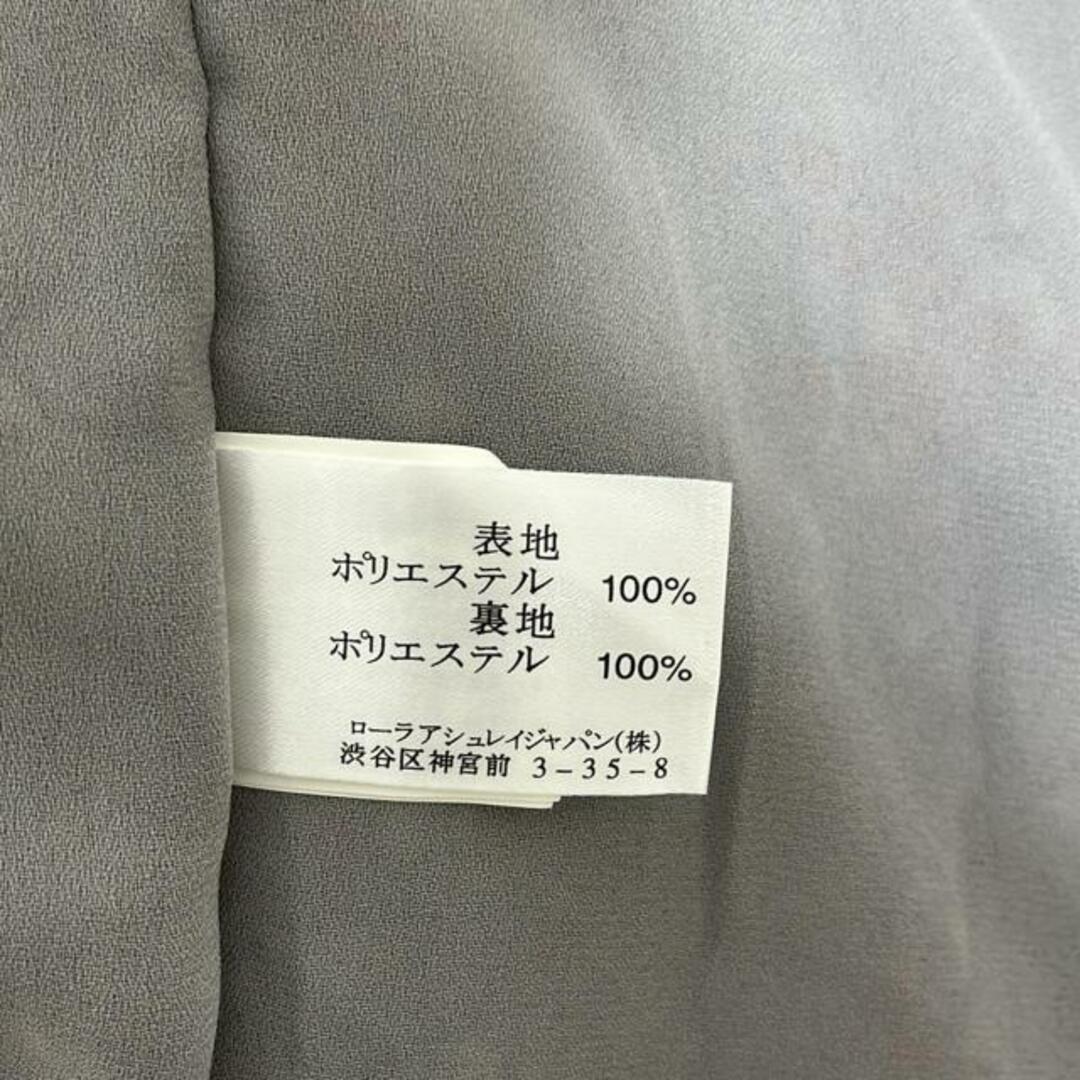 表地
ポリエステル 100%
裏地
ポリエステル 100%
ローラアシュレイジャパン(株)
渋谷区神宮前 3-35-8